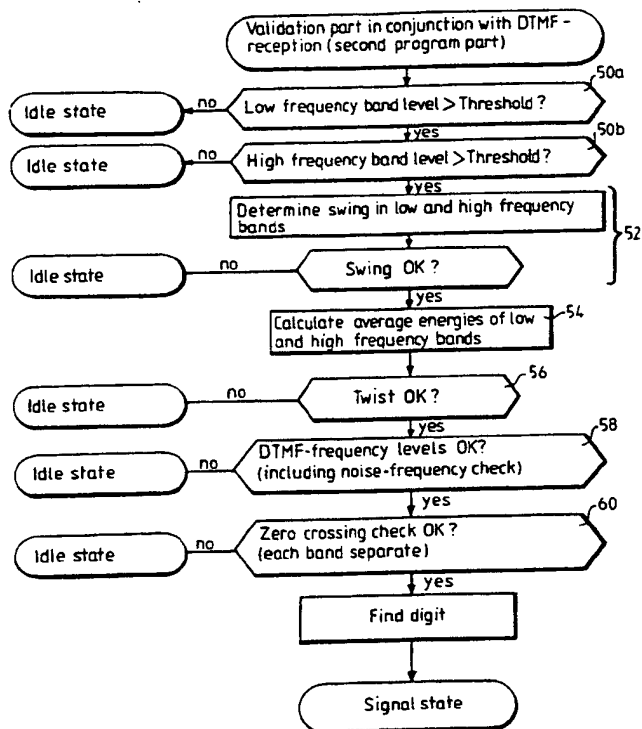 Validation part in conjunction with DTMF-
reception (second program part)
50a
Idle state
no
Low frequency band level > Threshold ?
yes
50b
Idle state
no
High frequency band level > Threshold?
yes
Determine swing in low and high frequency
bands
52
Idle state
no
Swing OK ?
yes
54
Calculate average energies of low
and high frequency bands
56
Idle state
no
Twist OK ?
yes
58
Idle state
no
DTMF-frequency levels OK?
(including noise-frequency check)
yes
60
Idle state
no
Zero crossing check OK ?
(each band separate)
yes
Find digit
Signal state